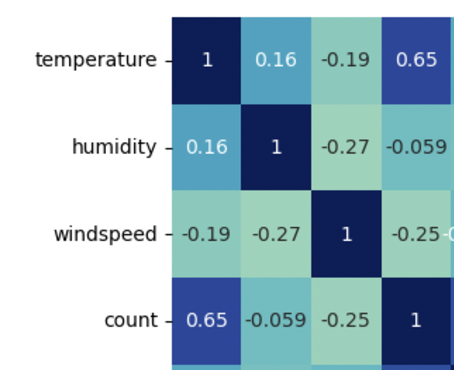 temperature 1 0.16 -0.19 0.65
humidity 0.16 1 -0.27 -0.059
windspeed -0.19 -0.27 1 -0.25
count 0.65 -0.059 -0.25 1